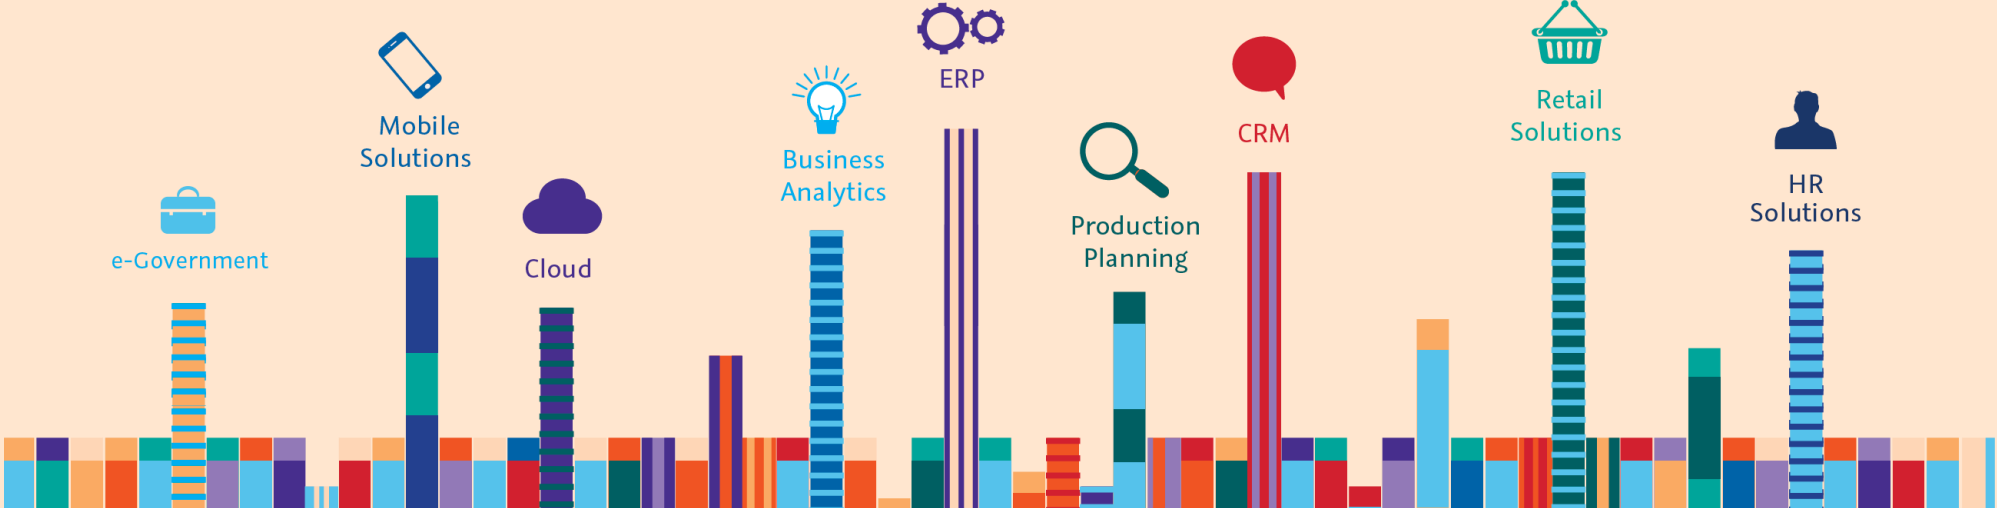 e-Government
Mobile
Solutions
Cloud
Business
Analytics
ERP
Production
Planning
CRM
Retail
Solutions
HR
Solutions